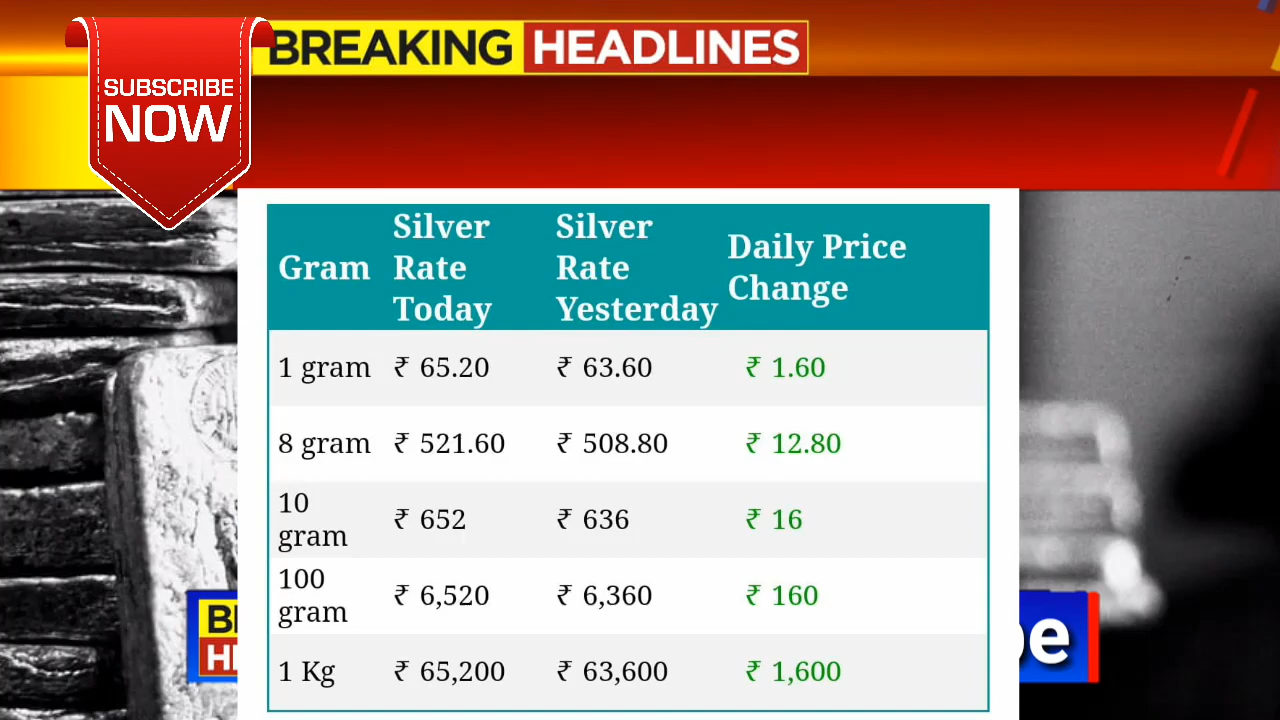 BREAKING HEADLINES
SUBSCRIBE
NOW
Gram Silver Rate Today Silver Rate Yesterday Daily Price Change
1 gram ₹ 65.20 ₹ 63.60 ₹ 1.60
8 gram ₹ 521.60 ₹ 508.80 ₹ 12.80
10 gram ₹ 652 ₹ 636 ₹ 16
100 gram ₹ 6,520 ₹ 6,360 ₹ 160
1 Kg ₹ 65,200 ₹ 63,600 ₹ 1,600